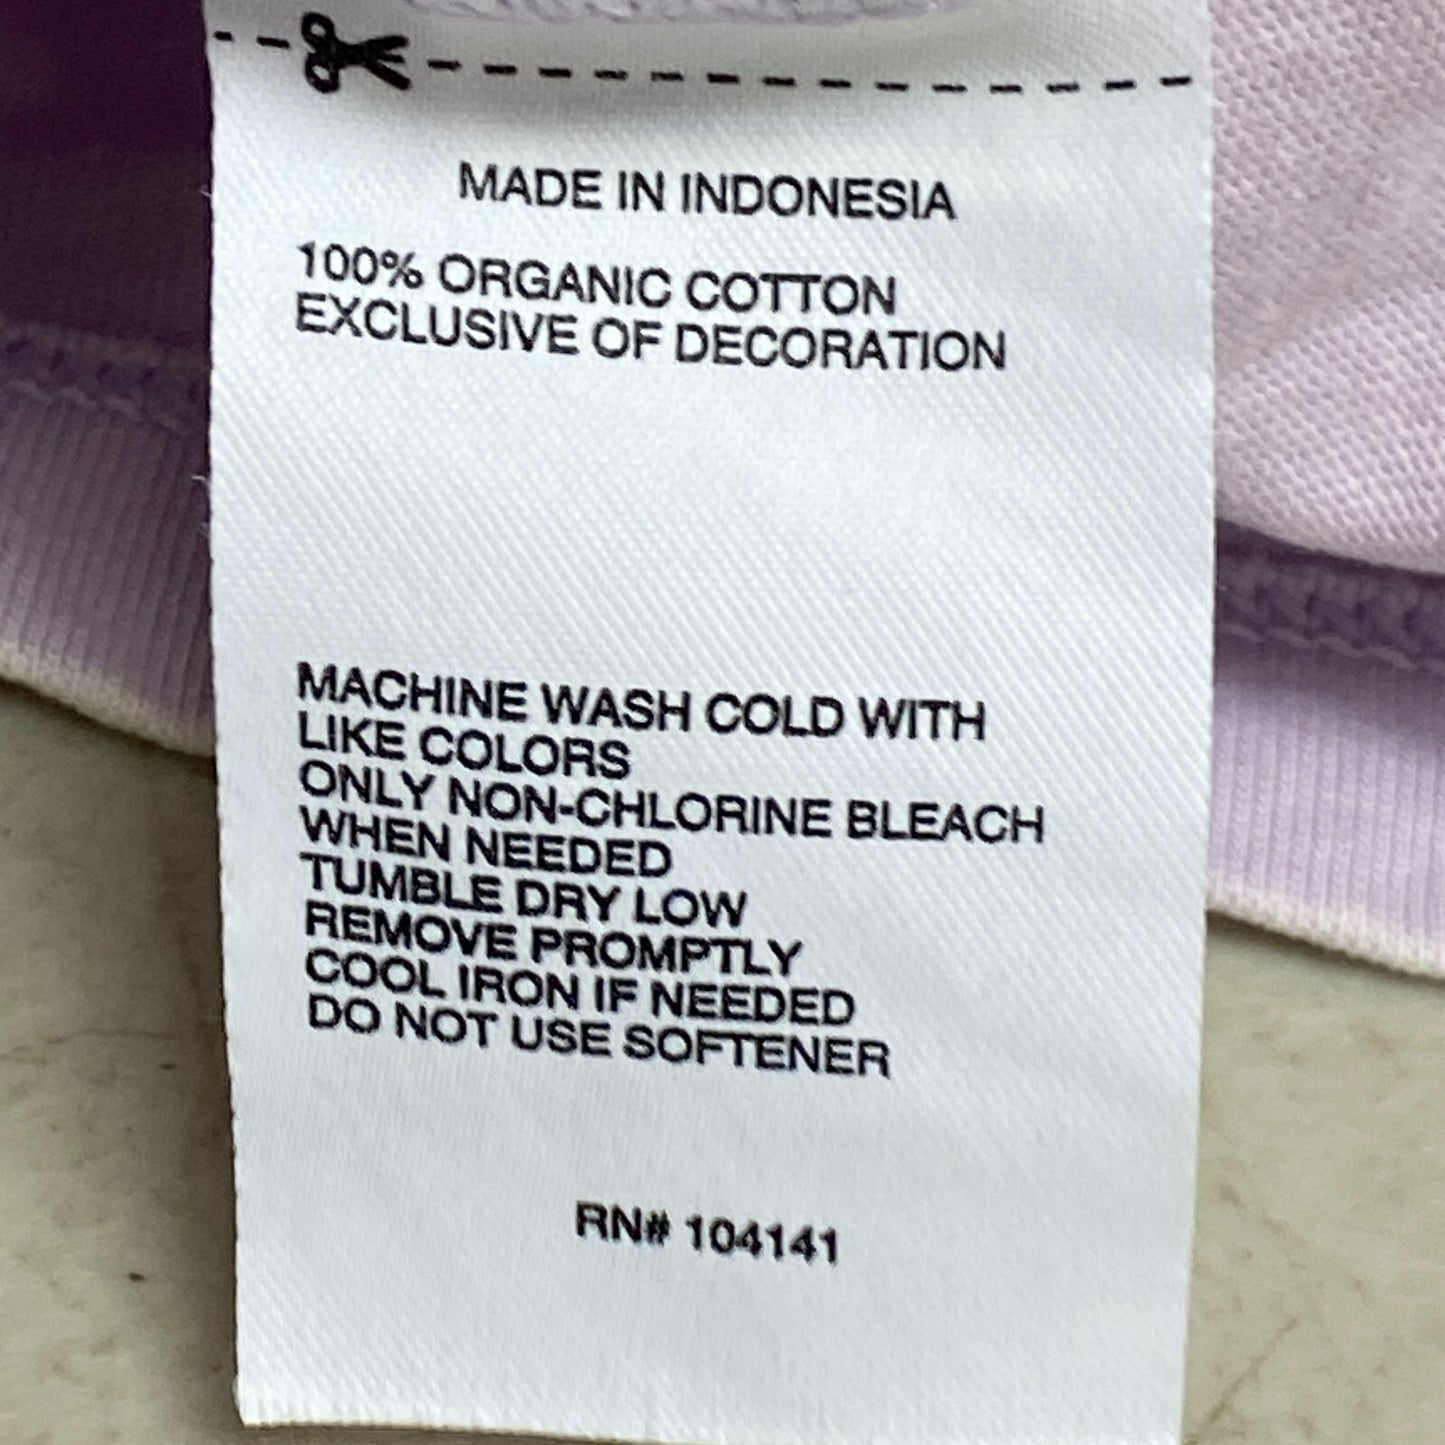 MADE IN INDONESIA
100% ORGANIC COTTON
EXCLUSIVE OF DECORATION
MACHINE WASH COLD WITH
LIKE COLORS
ONLY NON-CHLORINE BLEACH
WHEN NEEDED
TUMBLE DRY LOW
REMOVE PROMPTLY
COOL IRON IF NEEDED
DO NOT USE SOFTENER
RN# 104141